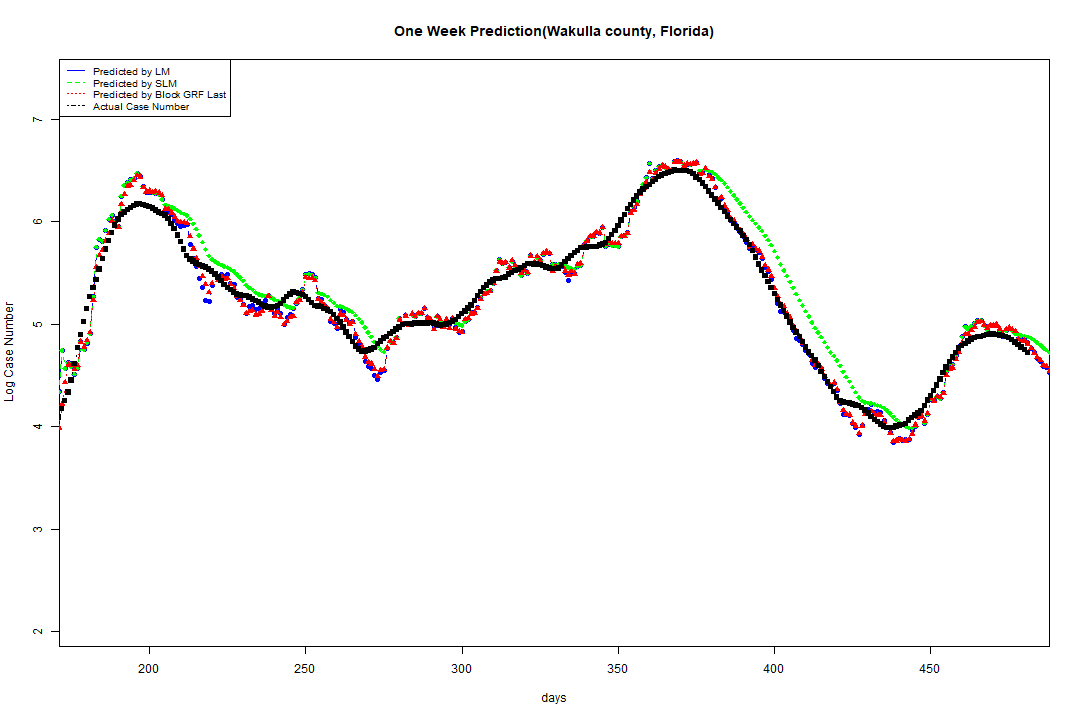 One Week Prediction(Wakulla county, Florida)
Predicted by LM
Predicted by SLM
Predicted by Block GRF Last
Actual Case Number
7
6
5
4
3
2
Log Case Number
200 250 300 350 400 450
days